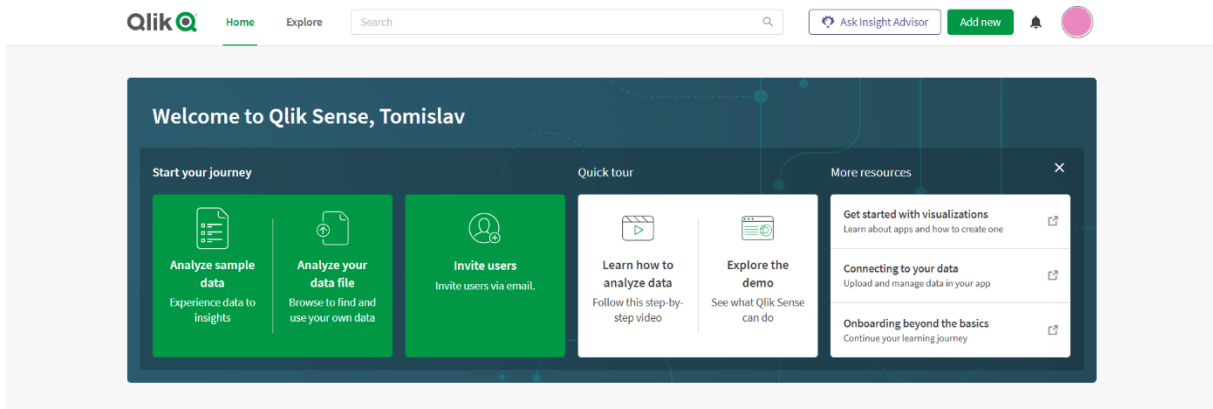 Qlik
Home
Explore
Search
Ask Insight Advisor
Add new
Welcome to Qlik Sense, Tomislav
Start your journey
Analyze sample
data
Experience data to
insights
Analyze your
data file
Browse to find and
use your own data
Invite users
Invite users via email.
Quick tour
Learn how to
analyze data
Follow this step-by-
step video
Explore the
demo
See what Qlik Sense
can do
More resources
Get started with visualizations
Learn about apps and how to create one
Connecting to your data
Upload and manage data in your app
Onboarding beyond the basics
Continue your learning journey